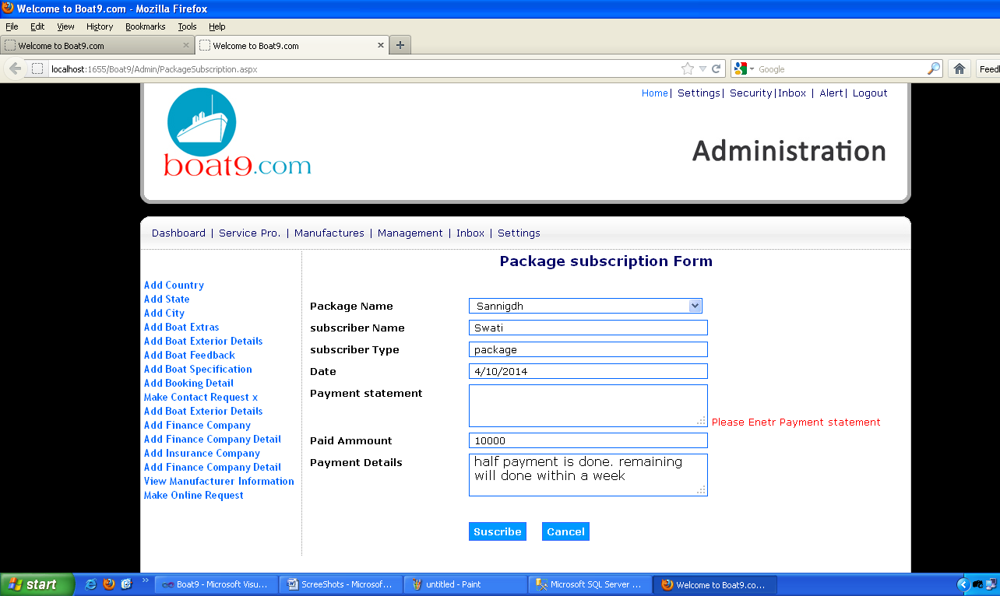 Welcome to Boat9.com - Mozilla Firefox
File Edit View History Bookmarks Tools Help
Welcome to Boat9.com × Welcome to Boat9.com × +
localhost:1655/Boat9/Admin/PackageSubscription.aspx Google Feed
Home| Settings| Security|Inbox | Alert| Logout
boat9.com
Administration
Dashboard | Service Pro. | Manufactures | Management | Inbox | Settings
Package subscription Form
Add Country
Add State
Add City
Add Boat Extras
Add Boat Exterior Details
Add Boat Feedback
Add Boat Specification
Add Booking Detail
Make Contact Request x
Add Boat Exterior Details
Add Finance Company
Add Finance Company Detail
Add Insurance Company
Add Finance Company Detail
View Manufacturer Information
Make Online Request
Package Name Sannigdh
subscriber Name Swati
subscriber Type package
Date 4/10/2014
Payment statement
Please Enetr Payment statement
Paid Ammount 10000
Payment Details half payment is done. remaining
will done within a week
Suscribe Cancel
start » Boat9 - Microsoft Visu... ScreeShots - Microsof... untitled - Paint Microsoft SQL Server ... Welcome to Boat9.co...